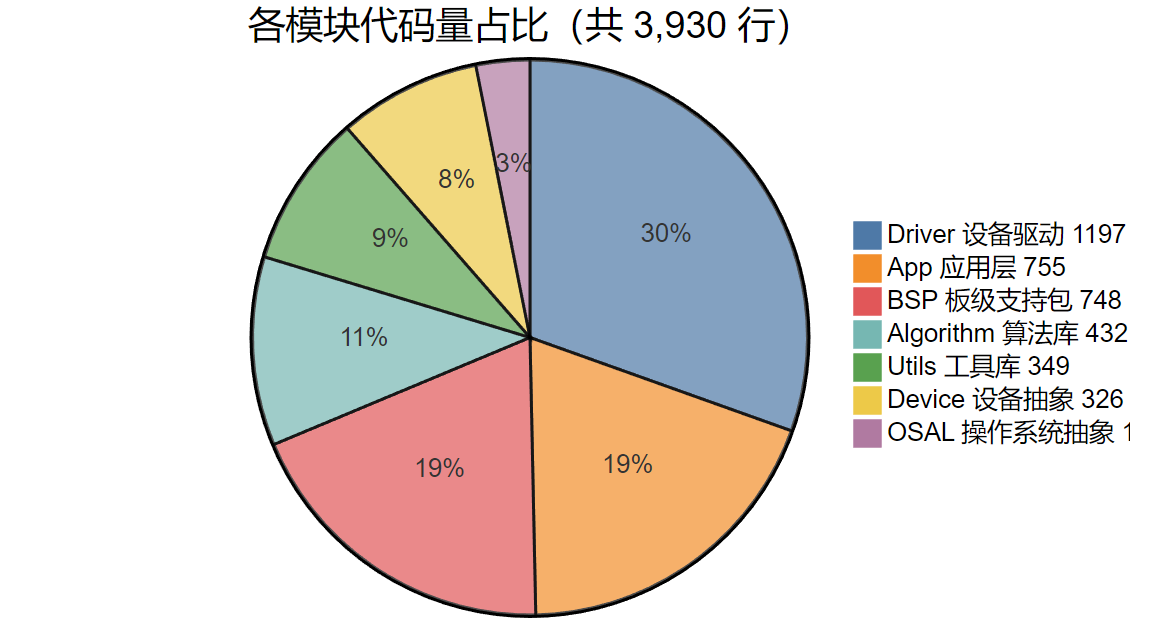 各模块代码量占比（共 3,930 行）
30%
19%
19%
11%
9%
8%
3%
Driver 设备驱动 1197
App 应用层 755
BSP 板级支持包 748
Algorithm 算法库 432
Utils 工具库 349
Device 设备抽象 326
OSAL 操作系统抽象